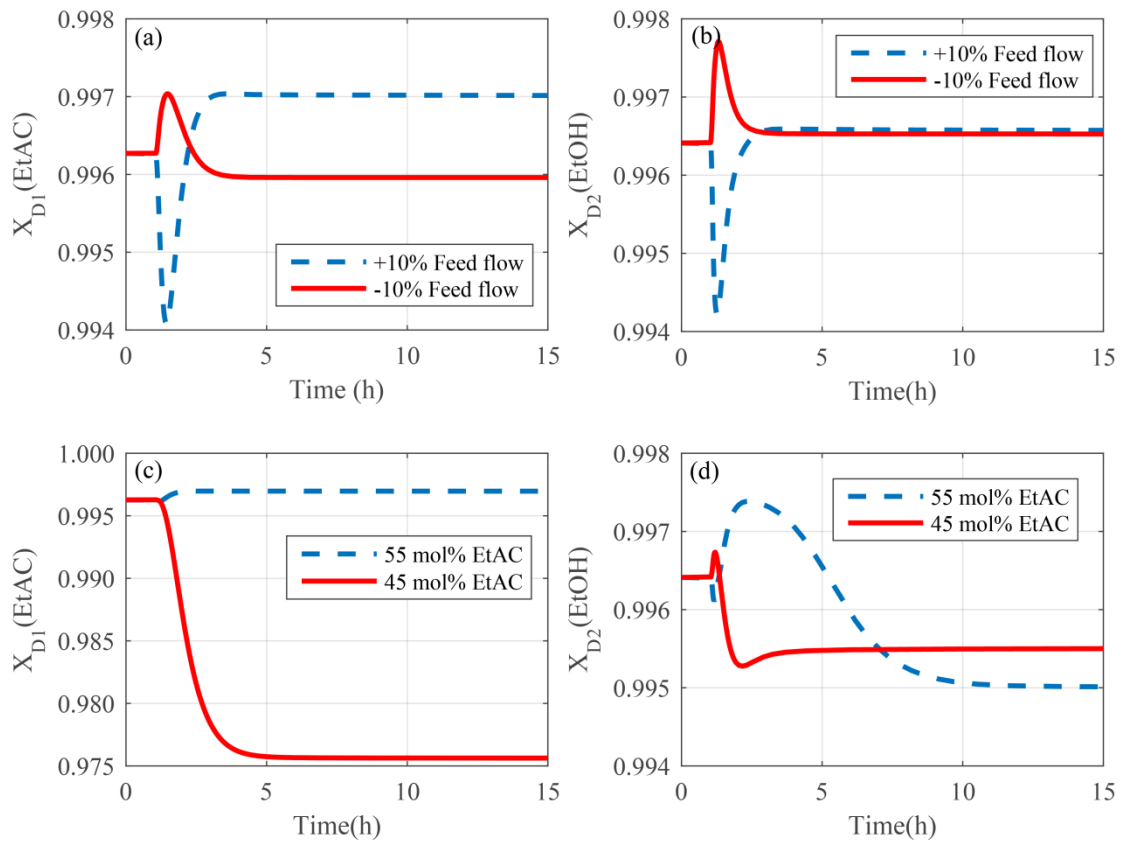 (a)
0.998
0.997
0.996
0.995
0.994
X_D1(EtAC)
+10% Feed flow
-10% Feed flow
0
5
10
15
Time (h)
(b)
0.998
0.997
0.996
0.995
0.994
X_D2(EtOH)
+10% Feed flow
-10% Feed flow
0
5
10
15
Time(h)
(c)
1.000
0.995
0.990
0.985
0.980
0.975
X_D1(EtAC)
55 mol% EtAC
45 mol% EtAC
0
5
10
15
Time(h)
(d)
0.998
0.997
0.996
0.995
0.994
X_D2(EtOH)
55 mol% EtAC
45 mol% EtAC
0
5
10
15
Time(h)